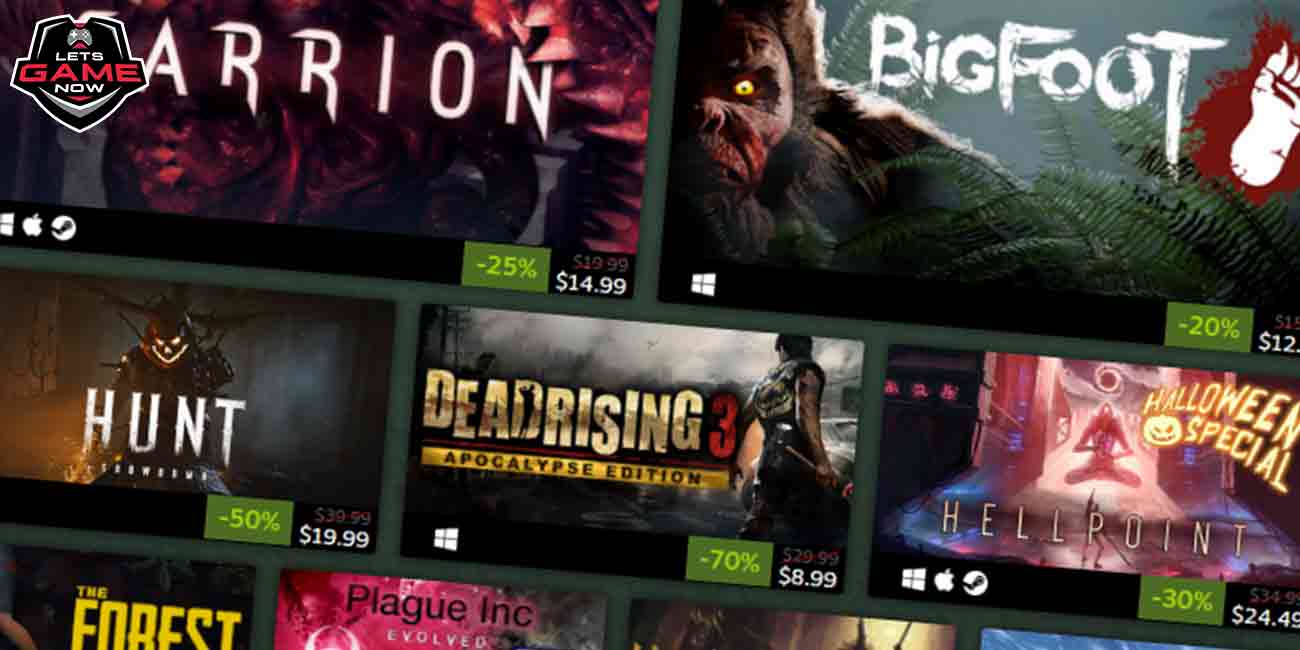 LETS
GAME
NOW
ARRION
-25%
$19.99
$14.99
BIGFOOT
-20%
HUNT
SHOWDOWN
-50%
$39.99
$19.99
DEADRISING 3
APOCALYPSE EDITION
-70%
$29.99
$8.99
HALLOWEEN
SPECIAL
HELLPOINT
-30%
$34.99
$24.49
THE
FOREST
Plague Inc
EVOLVED